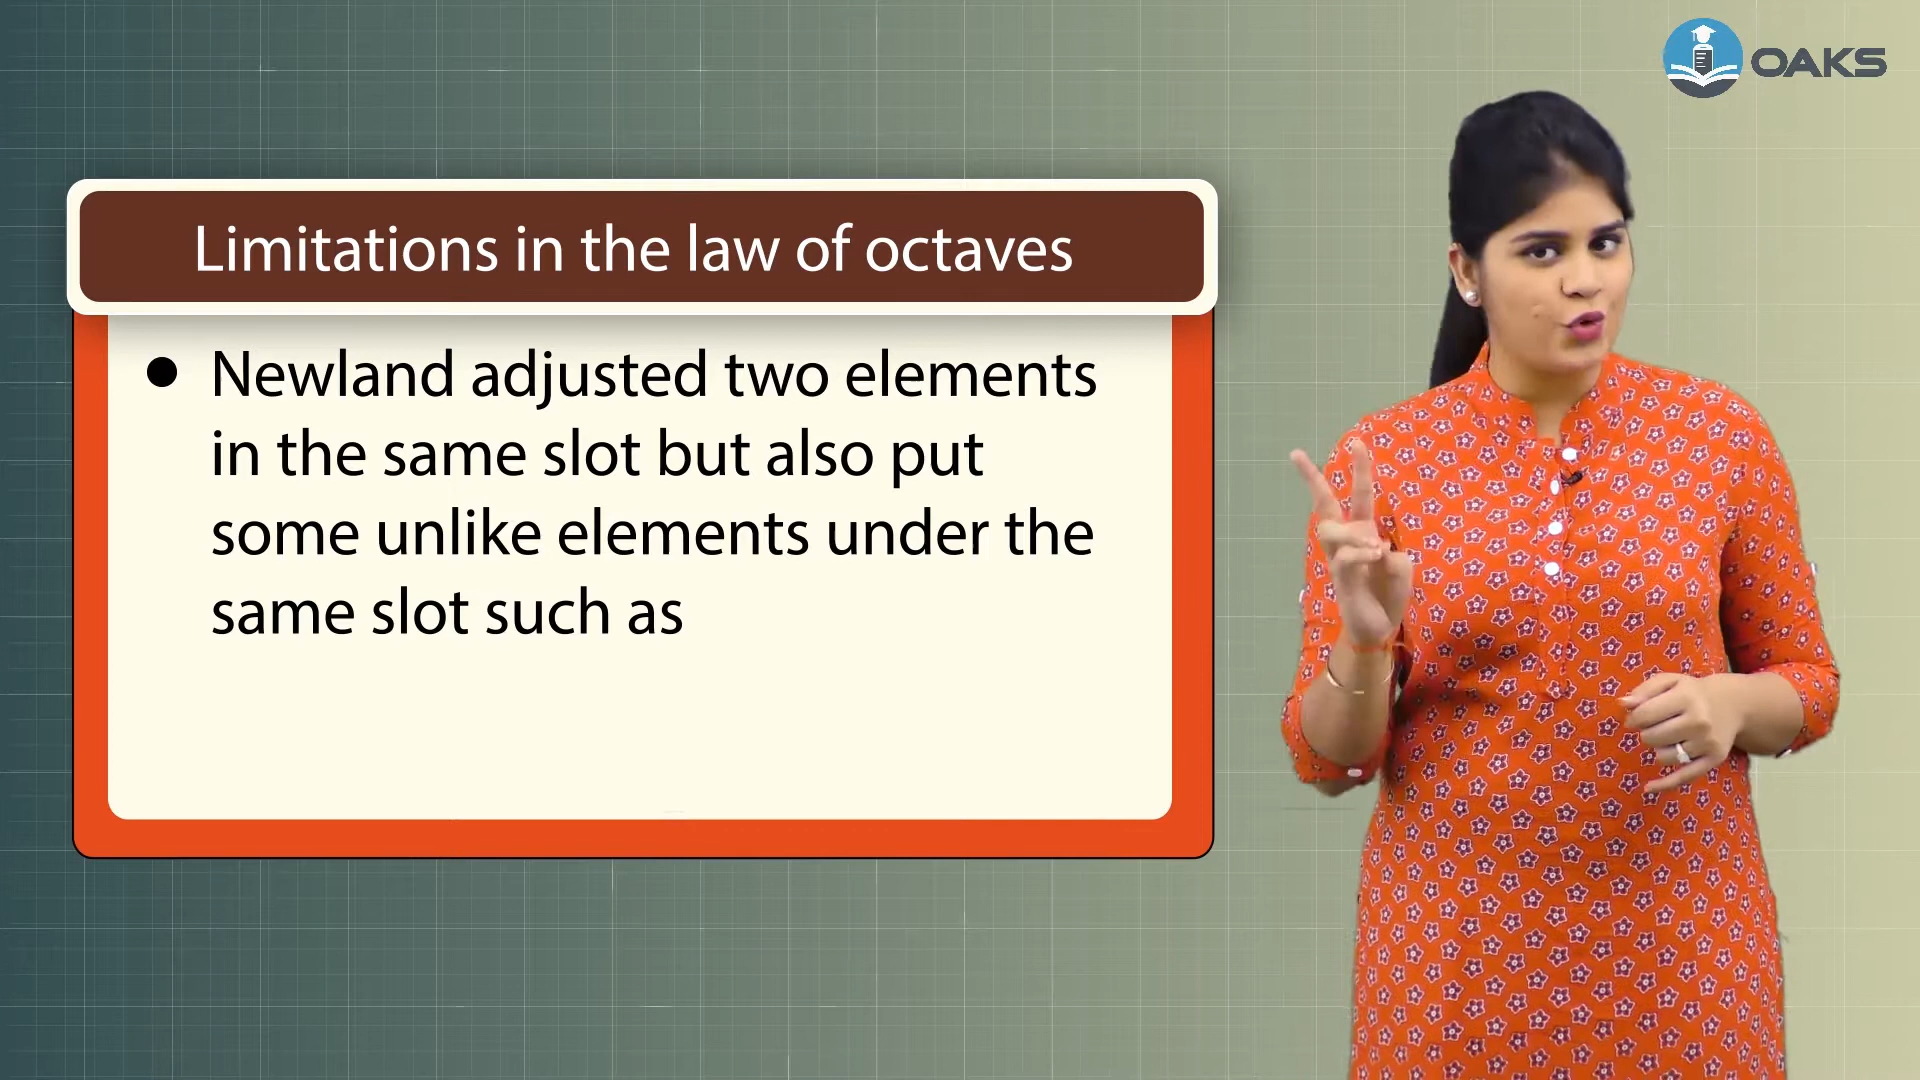 OAKS
Limitations in the law of octaves
● Newland adjusted two elements
in the same slot but also put
some unlike elements under the
same slot such as